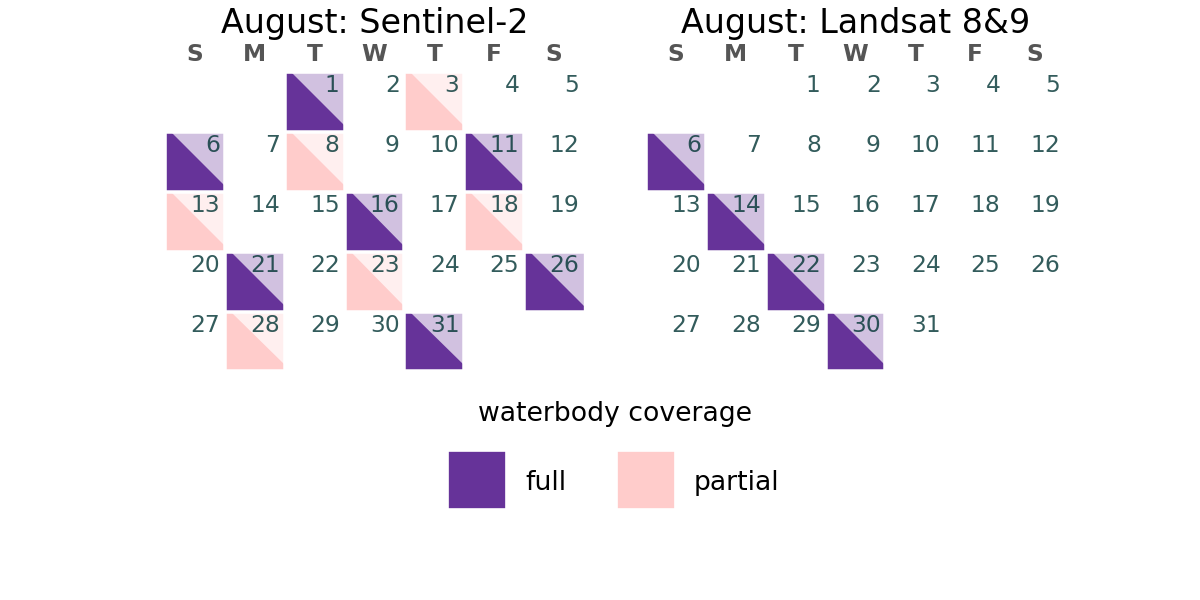 August: Sentinel-2
S M T W T F S
1 2 3 4 5
6 7 8 9 10 11 12
13 14 15 16 17 18 19
20 21 22 23 24 25 26
27 28 29 30 31
August: Landsat 8&9
S M T W T F S
1 2 3 4 5
6 7 8 9 10 11 12
13 14 15 16 17 18 19
20 21 22 23 24 25 26
27 28 29 30 31
waterbody coverage
full
partial